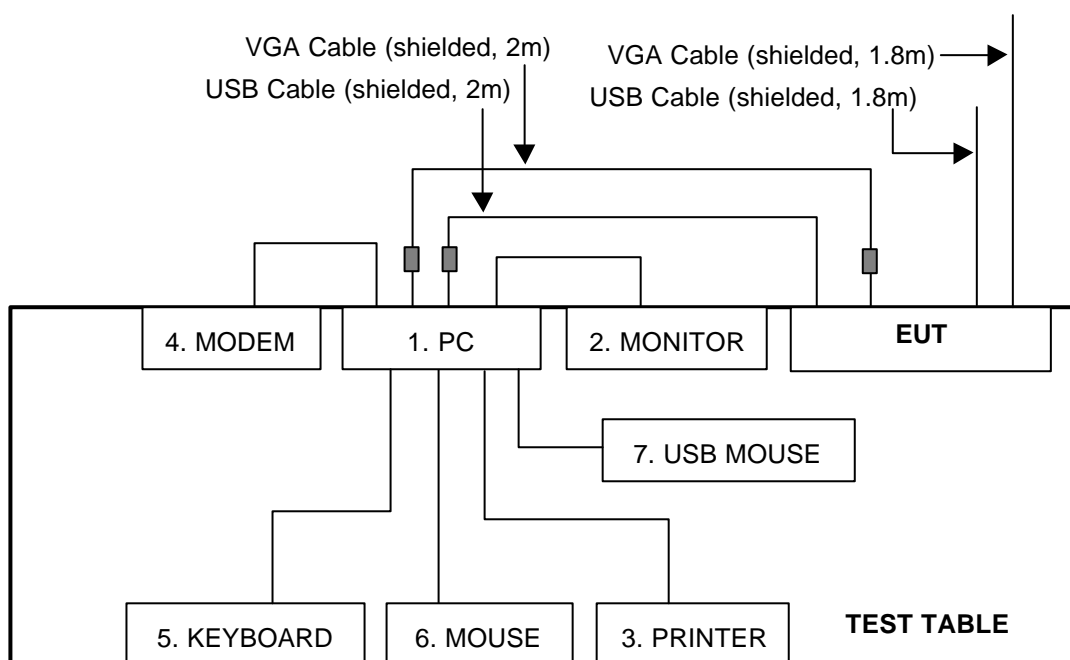 VGA Cable (shielded, 2m)
USB Cable (shielded, 2m)
VGA Cable (shielded, 1.8m)
USB Cable (shielded, 1.8m)
4. MODEM
1. PC
2. MONITOR
EUT
7. USB MOUSE
5. KEYBOARD
6. MOUSE
3. PRINTER
TEST TABLE